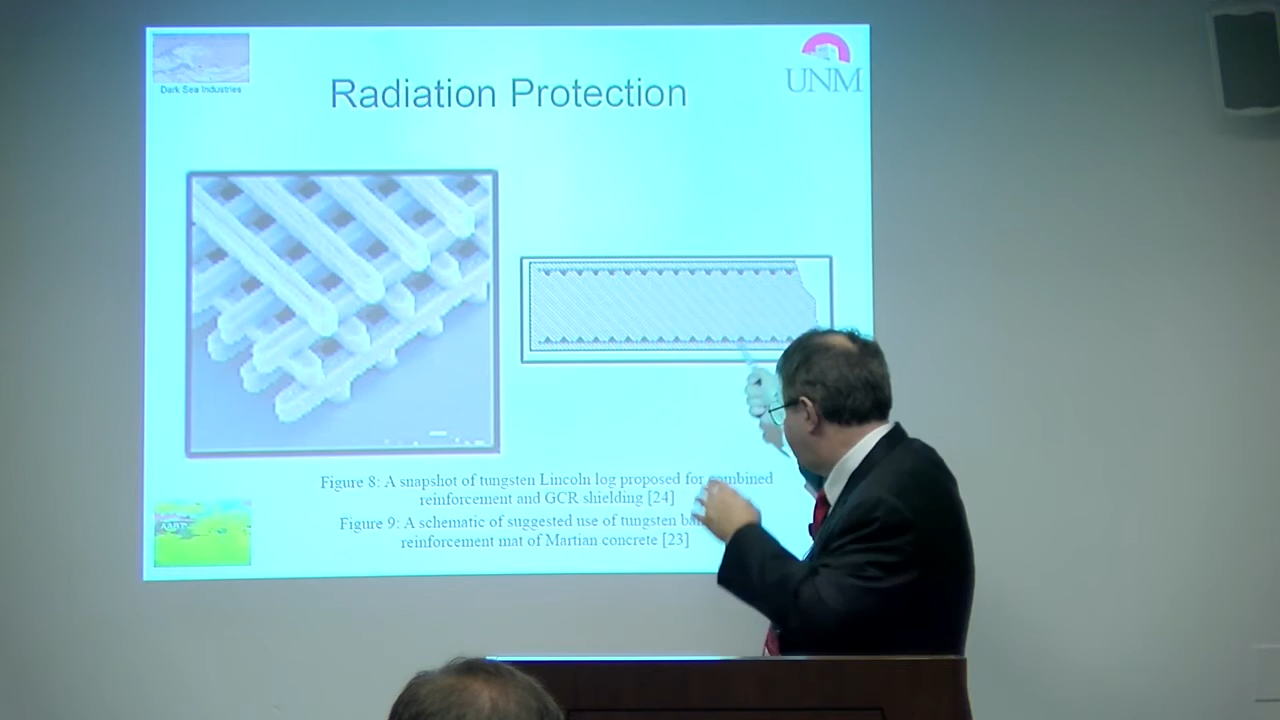 Dark Sea Industries
Radiation Protection
UNM
Figure 8: A snapshot of tungsten Lincoln log proposed for combined
reinforcement and GCR shielding [24]
Figure 9: A schematic of suggested use of tungsten
reinforcement mat of Martian concrete [23]